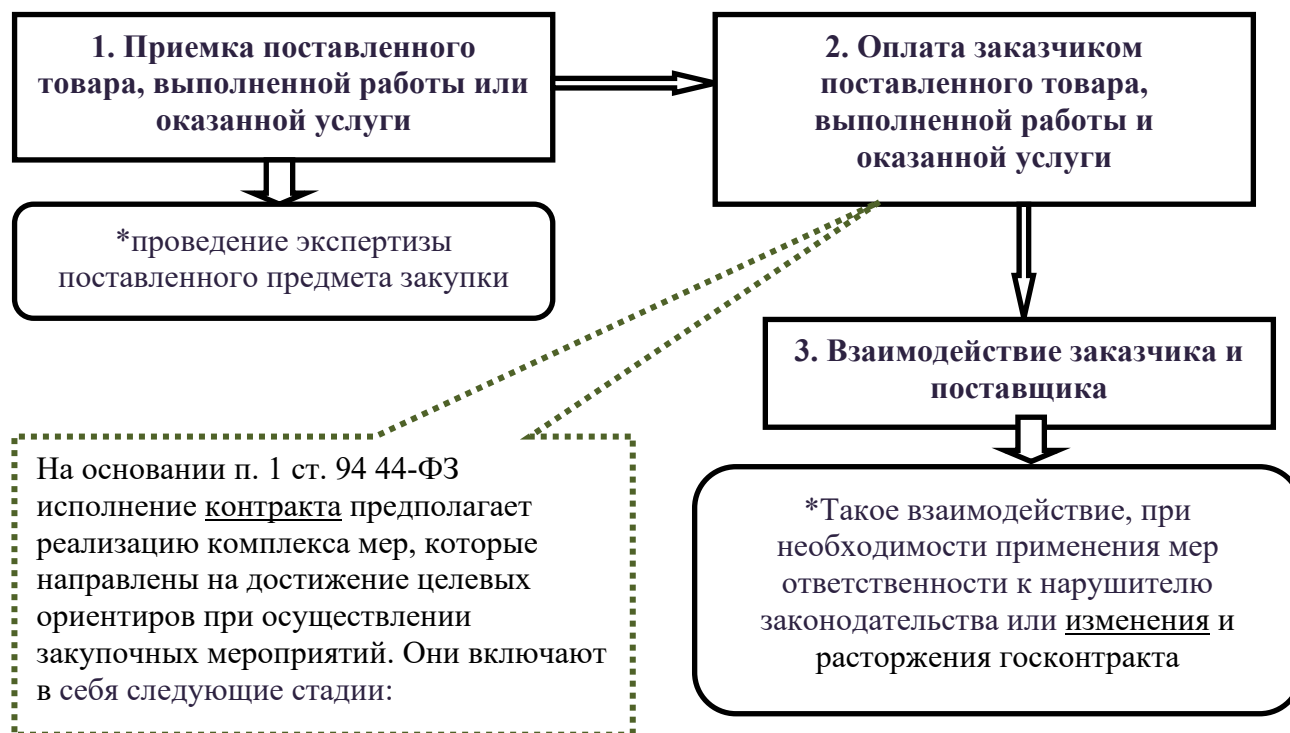 1. Приемка поставленного
товара, выполненной работы или
оказанной услуги
2. Оплата заказчиком
поставленного товара,
выполненной работы и
оказанной услуги
*проведение экспертизы
поставленного предмета закупки
3. Взаимодействие заказчика и
поставщика
На основании п. 1 ст. 94 44-ФЗ
исполнение контракта предполагает
реализацию комплекса мер, которые
направлены на достижение целевых
ориентиров при осуществлении
закупочных мероприятий. Они включают
в себя следующие стадии:
*Такое взаимодействие, при
необходимости применения мер
ответственности к нарушителю
законодательства или изменения и
расторжения госконтракта